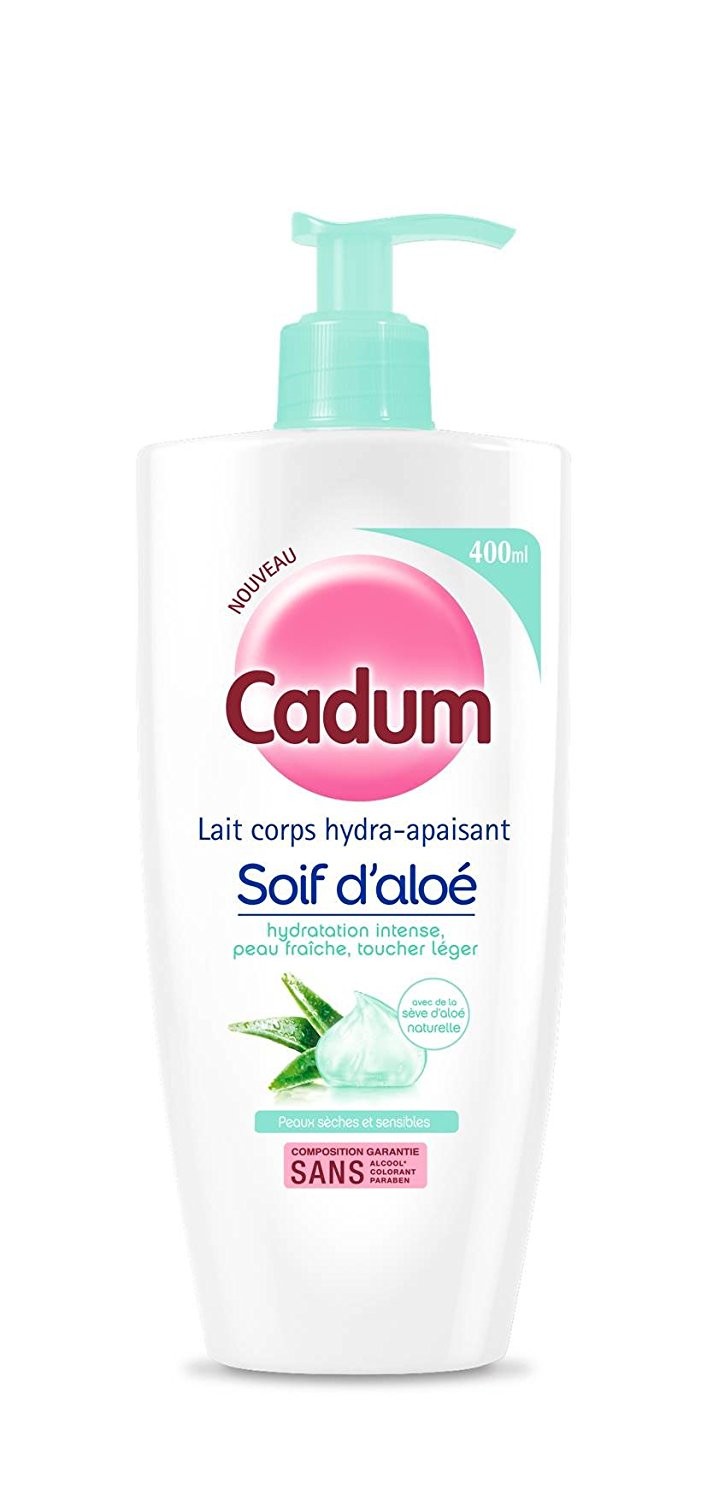 NOUVEAU
400ml
Cadum
Lait corps hydra-apaisant
Soif d'aloé
hydratation intense,
peau fraîche, toucher léger
avec de la
sève d'aloé
naturelle
Peaux sèches et sensibles
COMPOSITION GARANTIE
SANS
ALCOOL*
COLORANT
PARABEN